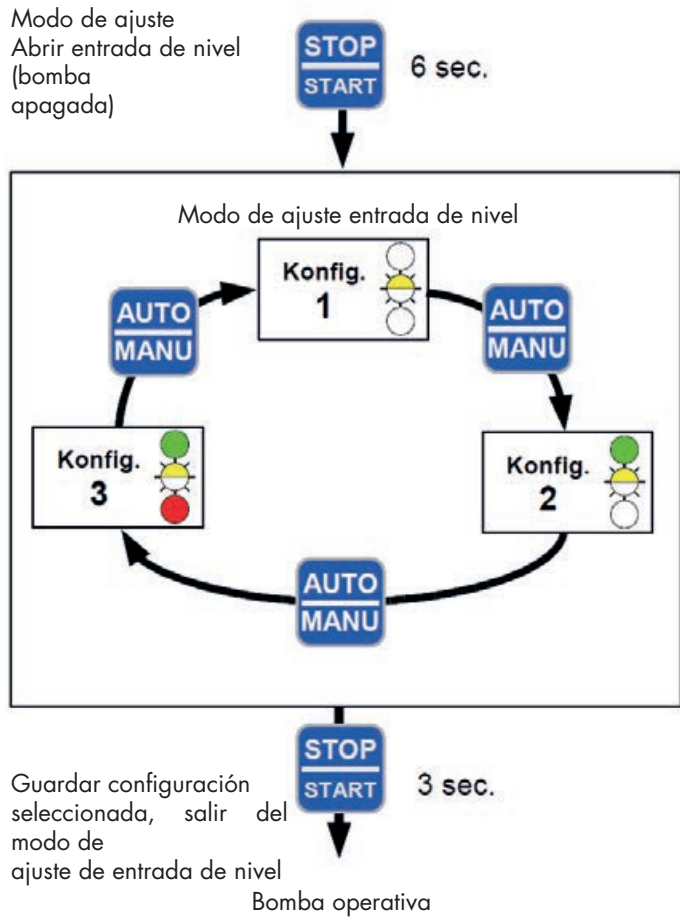 Modo de ajuste
Abrir entrada de nivel
(bomba
apagada)
STOP
START
6 sec.
Modo de ajuste entrada de nivel
Konfig.
1
AUTO
MANU
AUTO
MANU
Konfig.
3
Konfig.
2
AUTO
MANU
STOP
START
3 sec.
Guardar configuración
seleccionada, salir del
modo de
ajuste de entrada de nivel
Bomba operativa